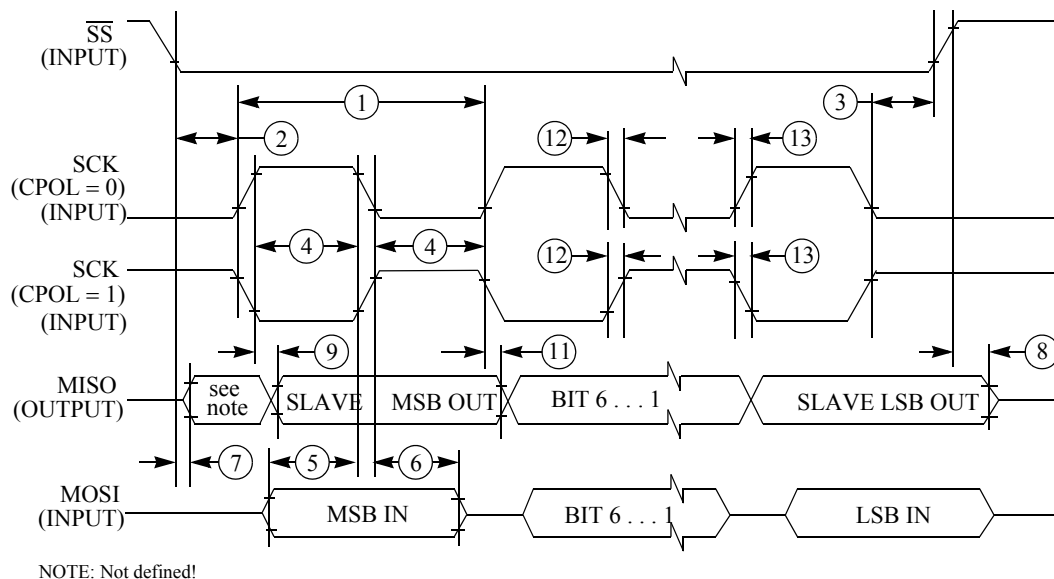 SS
(INPUT)
1
3
2
12
13
SCK
(CPOL = 0)
(INPUT)
4
4
12
13
SCK
(CPOL = 1)
(INPUT)
9
11
8
MISO
(OUTPUT)
see
note
SLAVE MSB OUT
BIT 6 . . . 1
SLAVE LSB OUT
7
5
6
MOSI
(INPUT)
MSB IN
BIT 6 . . . 1
LSB IN
NOTE: Not defined!